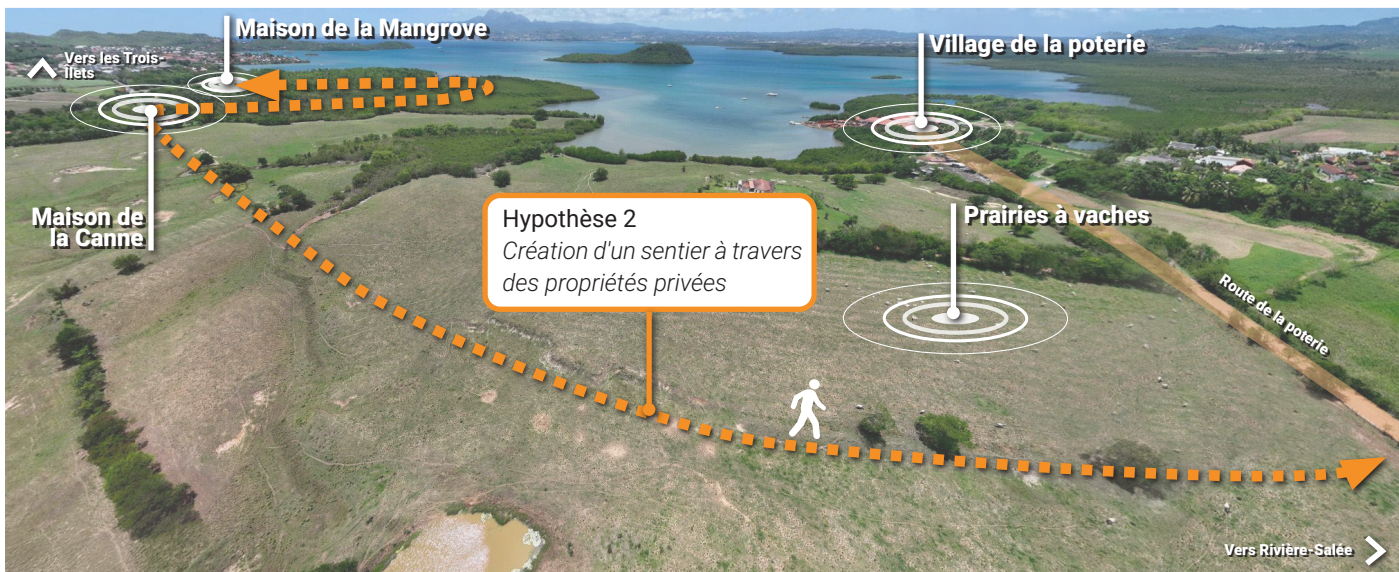 Maison de la Mangrove
Vers les Trois-
Îlets
Village de la poterie
Maison de
la Canne
Hypothèse 2
Création d'un sentier à travers
des propriétés privées
Prairies à vaches
Route de la poterie
Vers Rivière-Salée